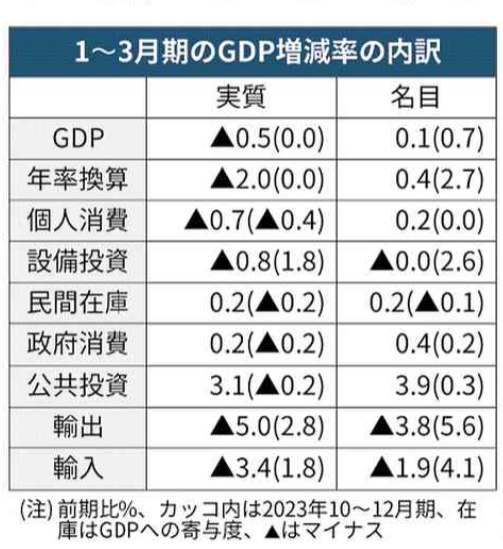 1〜3月期のGDP増減率の内訳
実質 名目
GDP ▲0.5(0.0) 0.1(0.7)
年率換算 ▲2.0(0.0) 0.4(2.7)
個人消費 ▲0.7(▲0.4) 0.2(0.0)
設備投資 ▲0.8(1.8) ▲0.0(2.6)
民間在庫 0.2(▲0.2) 0.2(▲0.1)
政府消費 0.2(▲0.2) 0.4(0.2)
公共投資 3.1(▲0.2) 3.9(0.3)
輸出 ▲5.0(2.8) ▲3.8(5.6)
輸入 ▲3.4(1.8) ▲1.9(4.1)
(注)前期比%、カッコ内は2023年10〜12月期、在
庫はGDPへの寄与度、▲はマイナス